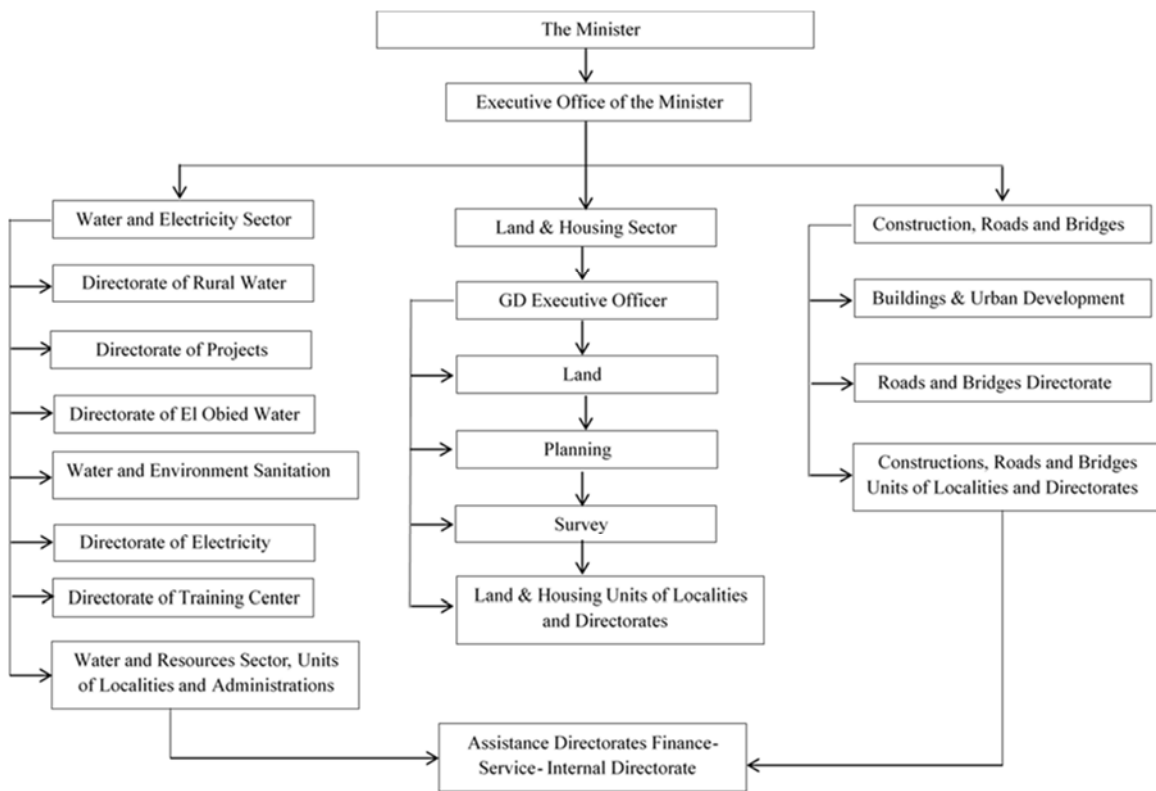 The Minister
Executive Office of the Minister
Water and Electricity Sector
Directorate of Rural Water
Directorate of Projects
Directorate of El Obied Water
Water and Environment Sanitation
Directorate of Electricity
Directorate of Training Center
Water and Resources Sector, Units
of Localities and Administrations
Land & Housing Sector
GD Executive Officer
Land
Planning
Survey
Land & Housing Units of Localities
and Directorates
Construction, Roads and Bridges
Buildings & Urban Development
Roads and Bridges Directorate
Constructions, Roads and Bridges
Units of Localities and Directorates
Assistance Directorates Finance-
Service- Internal Directorate